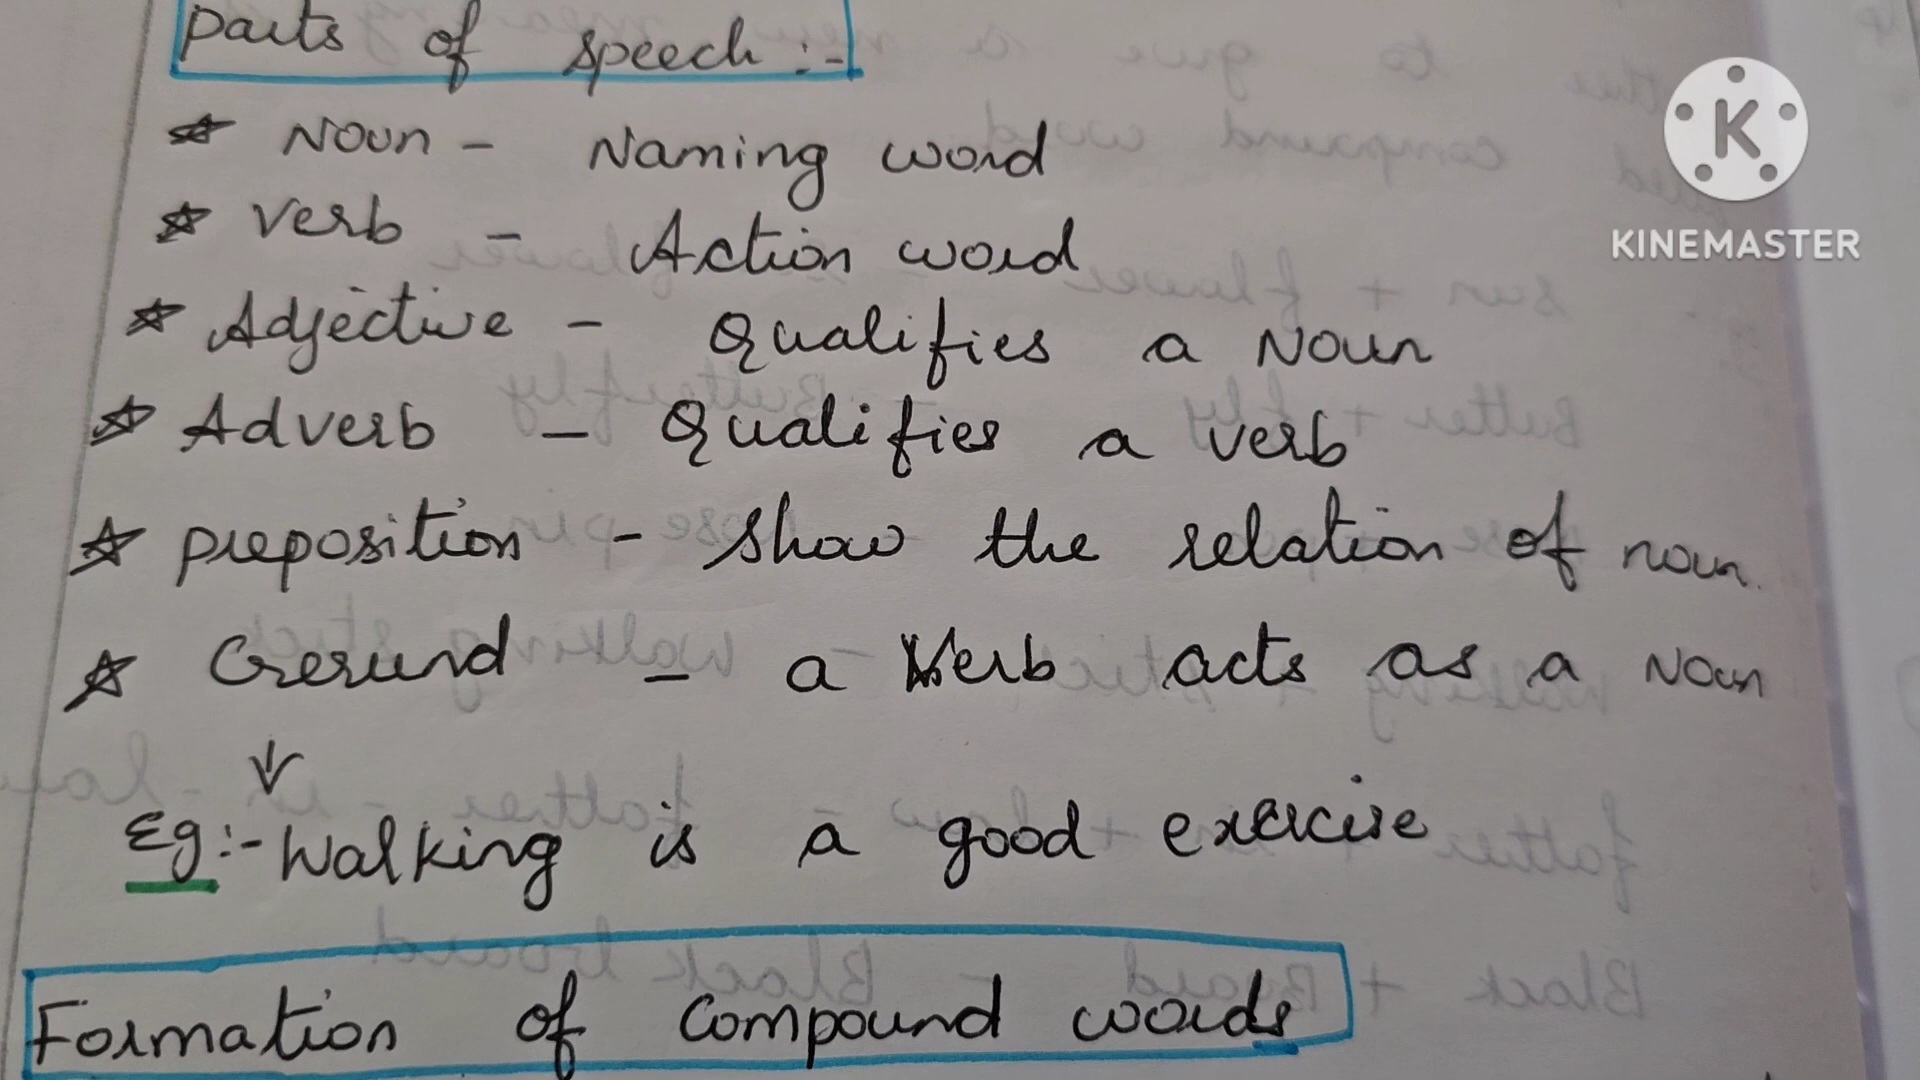 parts of speech :-
Noun - Naming word
Verb - Action word
Adjective - Qualifies a Noun
Adverb - Qualifies a verb
preposition - show the relation of noun.
Gerund - a Verb acts as a Noun
Eg:- Walking is a good exercise
Formation of compound words
K
KINEMASTER